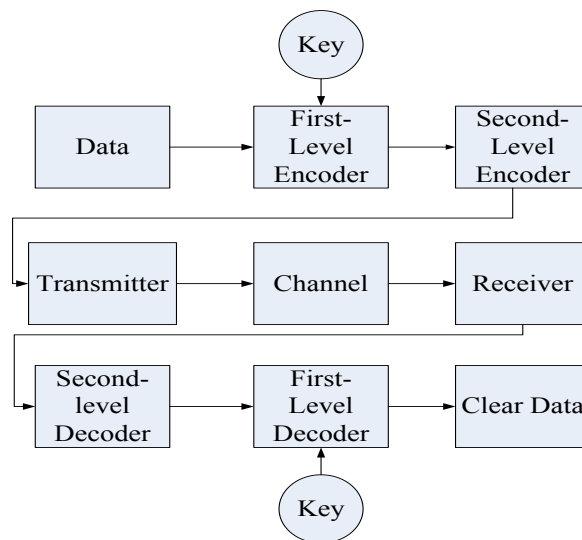 Key
Data
First-
Level
Encoder
Second-
Level
Encoder
Transmitter
Channel
Receiver
Second-
level
Decoder
First-
Level
Decoder
Clear Data
Key